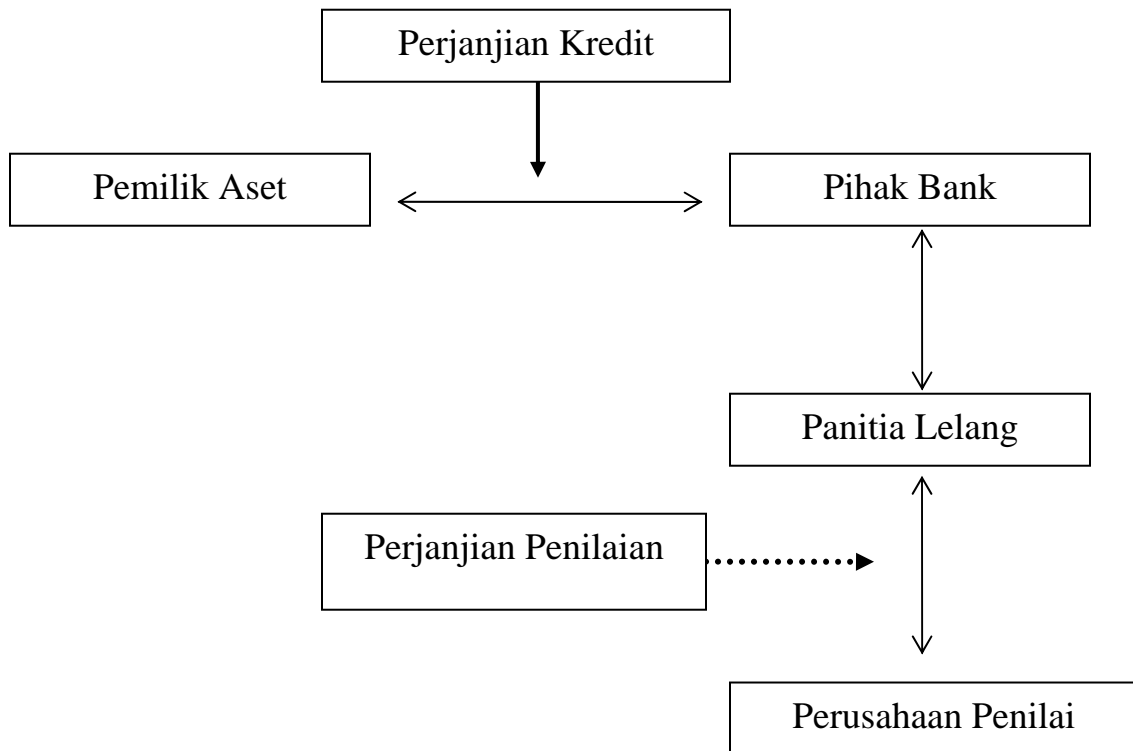 Perjanjian Kredit
Pemilik Aset
Pihak Bank
Panitia Lelang
Perjanjian Penilaian
Perusahaan Penilai